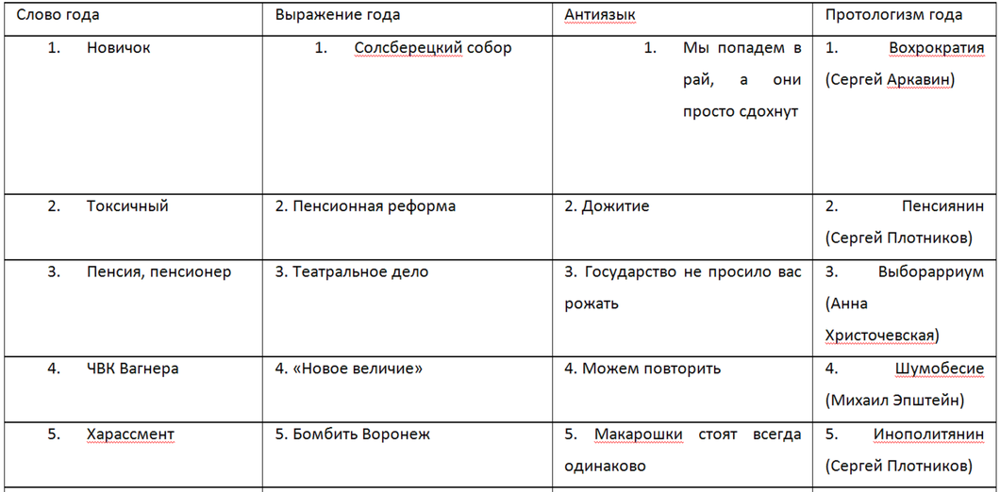 Слово года
Выражение года
Антиязык
Протологизм года
1. Новичок
1. Солсберецкий собор
1. Мы попадем в
рай, а они
просто сдохнут
1. Вохрократия
(Сергей Аркавин)
2. Токсичный
2. Пенсионная реформа
2. Дожитие
2. Пенсиянин
(Сергей Плотников)
3. Пенсия, пенсионер
3. Театральное дело
3. Государство не просило вас
рожать
3. Выбораррриум
(Анна
Христочевская)
4. ЧВК Вагнера
4. «Новое величие»
4. Можем повторить
4. Шумобесие
(Михаил Эпштейн)
5. Харассмент
5. Бомбить Воронеж
5. Макарошки стоят всегда
одинаково
5. Инополитянин
(Сергей Плотников)